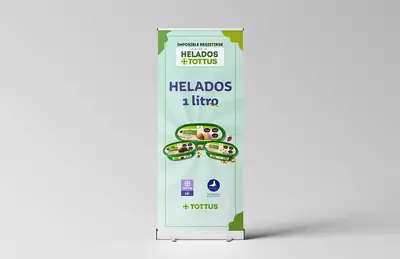 IMPOSIBLE RESISTIRSE
HELADOS
TOTTUS
HELADOS
1 litro
TOTTUS